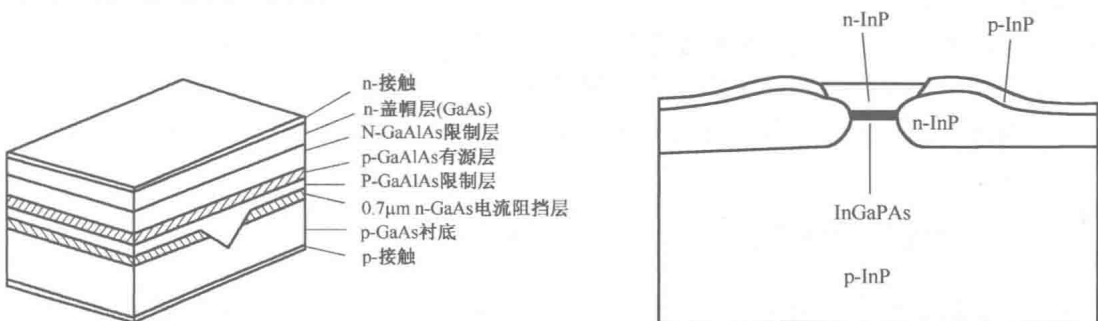 n-接触
n-盖帽层(GaAs)
N-GaAlAs限制层
p-GaAlAs有源层
P-GaAlAs限制层
0.7μm n-GaAs电流阻挡层
p-GaAs衬底
p-接触
n-InP
p-InP
n-InP
InGaPAs
p-InP